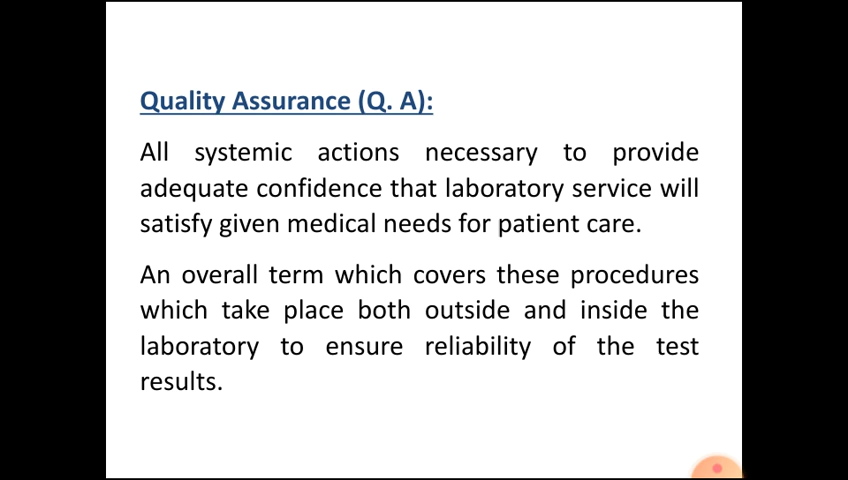 Quality Assurance (Q. A):
All systemic actions necessary to provide
adequate confidence that laboratory service will
satisfy given medical needs for patient care.
An overall term which covers these procedures
which take place both outside and inside the
laboratory to ensure reliability of the test
results.